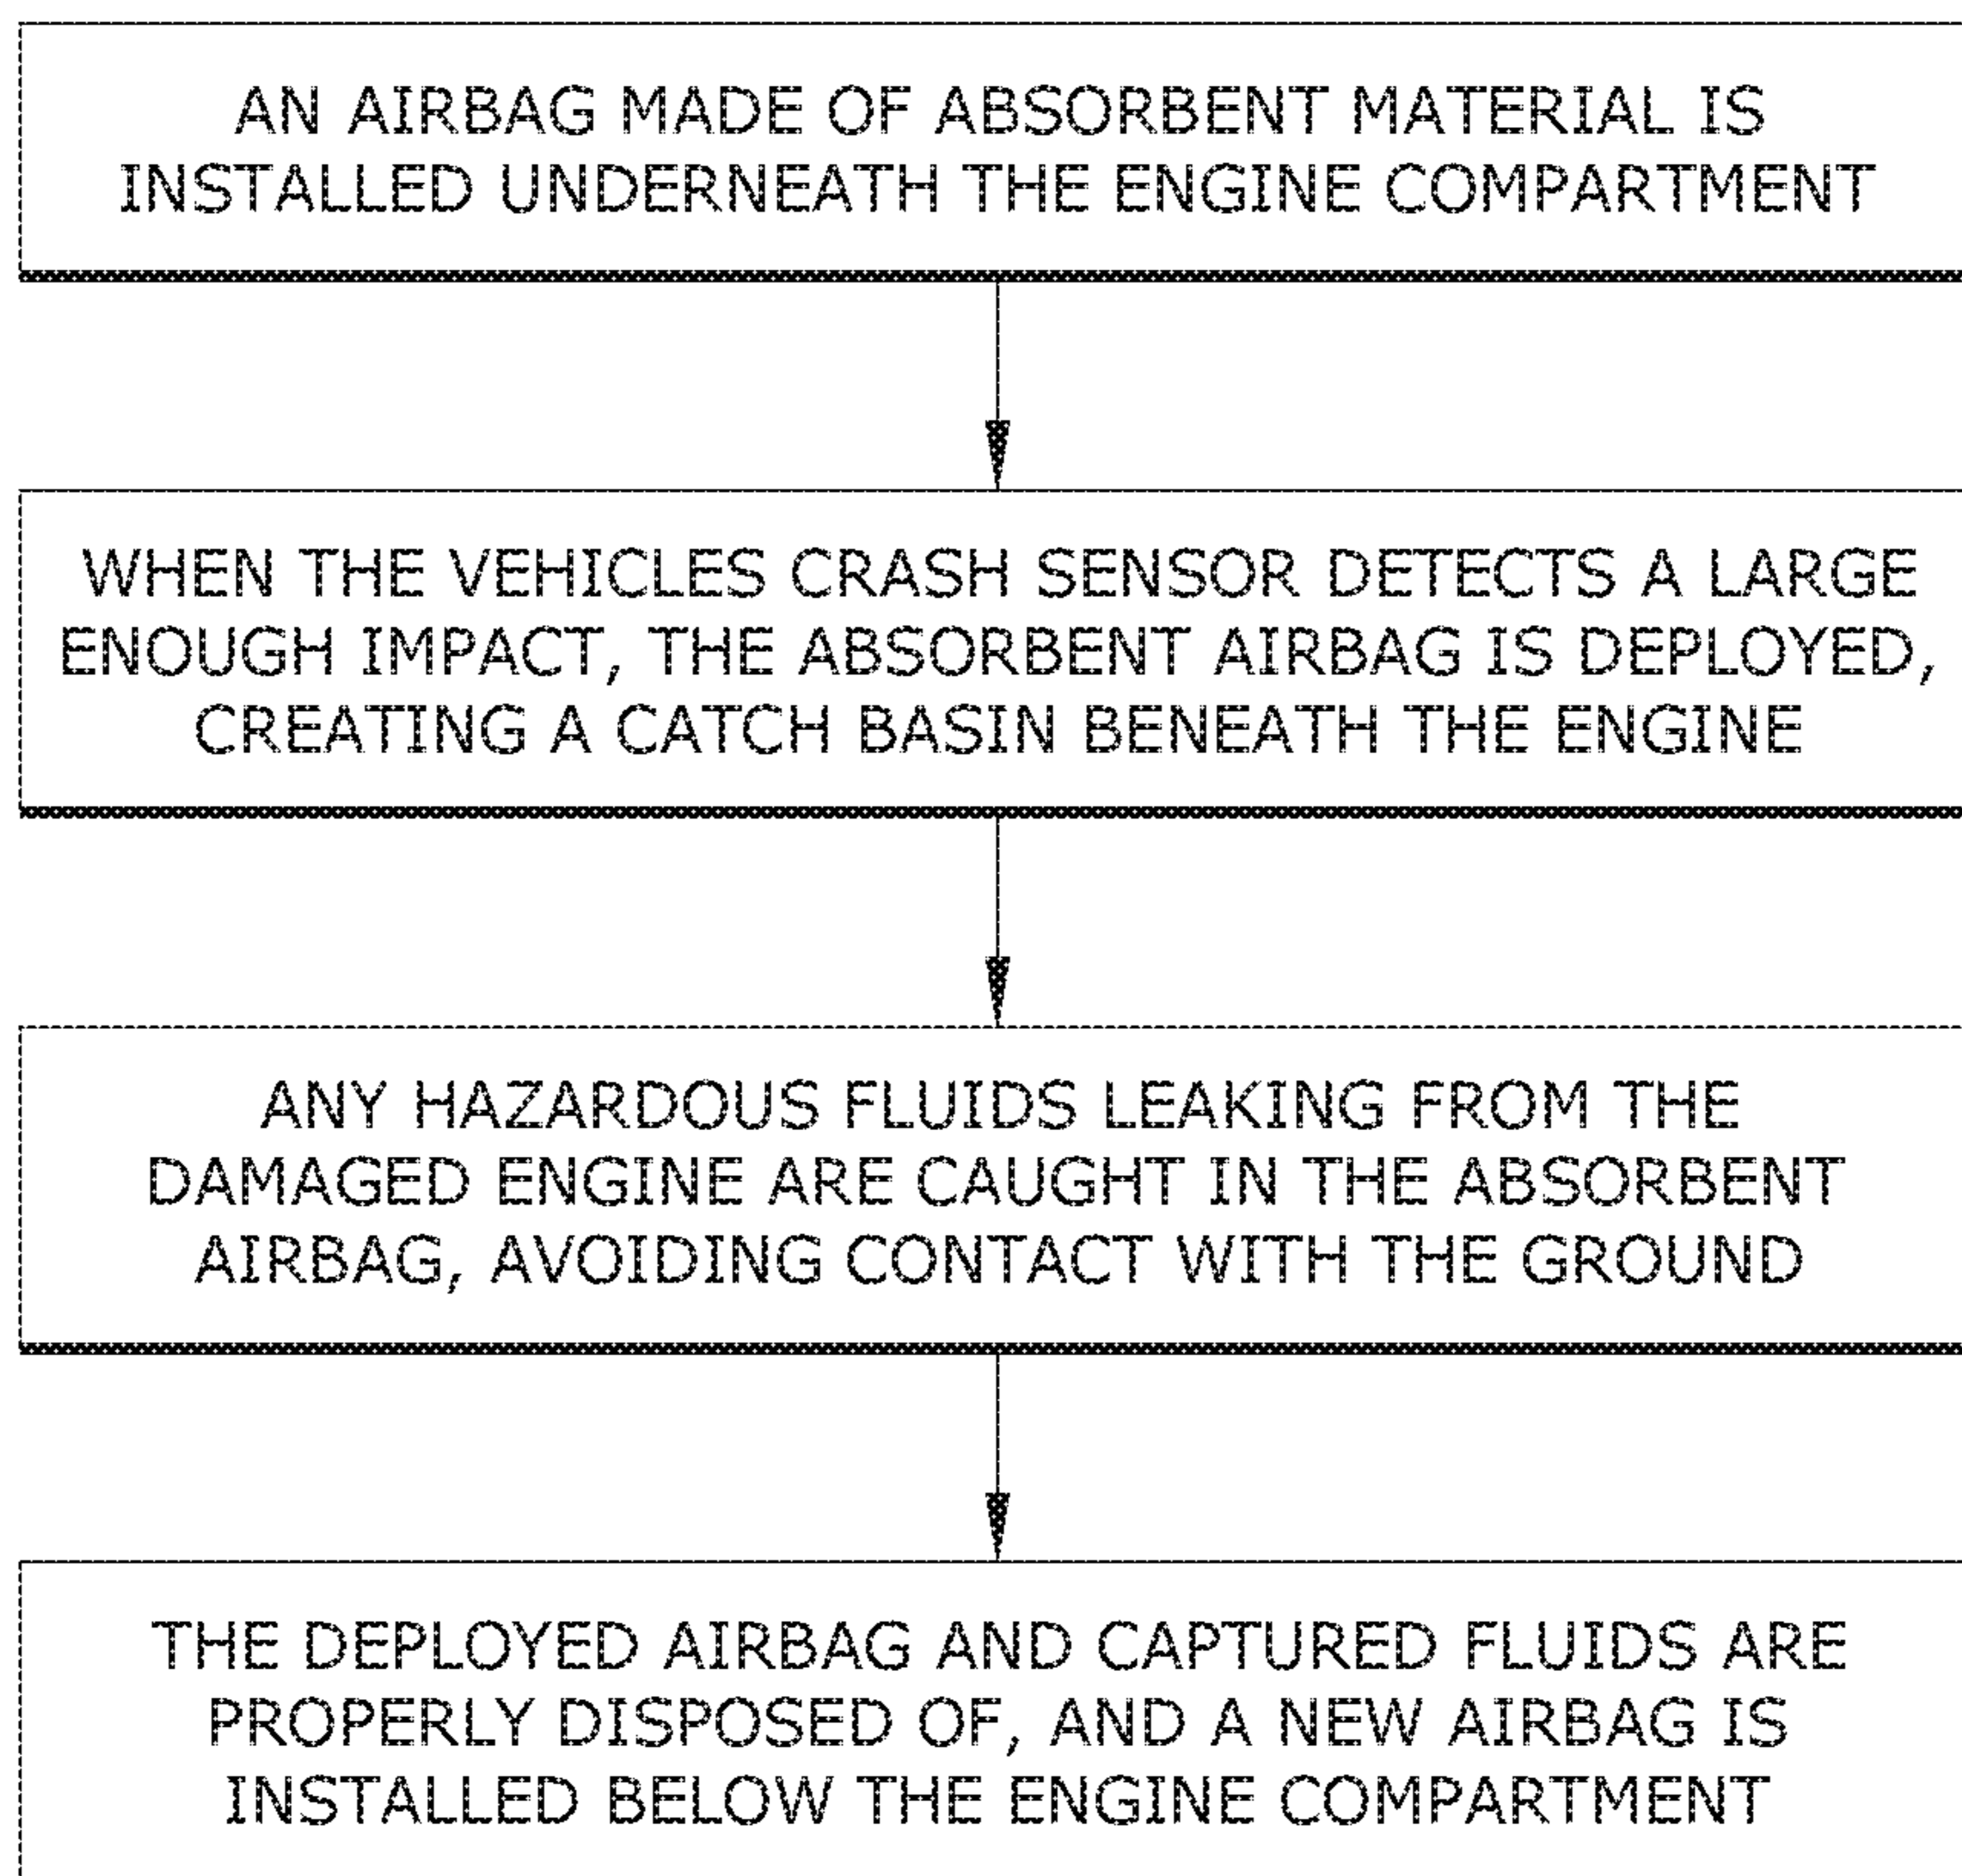 AN AIRBAG MADE OF ABSORBENT MATERIAL IS
INSTALLED UNDERNEATH THE ENGINE COMPARTMENT
WHEN THE VEHICLES CRASH SENSOR DETECTS A LARGE
ENOUGH IMPACT, THE ABSORBENT AIRBAG IS DEPLOYED,
CREATING A CATCH BASIN BENEATH THE ENGINE
ANY HAZARDOUS FLUIDS LEAKING FROM THE
DAMAGED ENGINE ARE CAUGHT IN THE ABSORBENT
AIRBAG, AVOIDING CONTACT WITH THE GROUND
THE DEPLOYED AIRBAG AND CAPTURED FLUIDS ARE
PROPERLY DISPOSED OF, AND A NEW AIRBAG IS
INSTALLED BELOW THE ENGINE COMPARTMENT